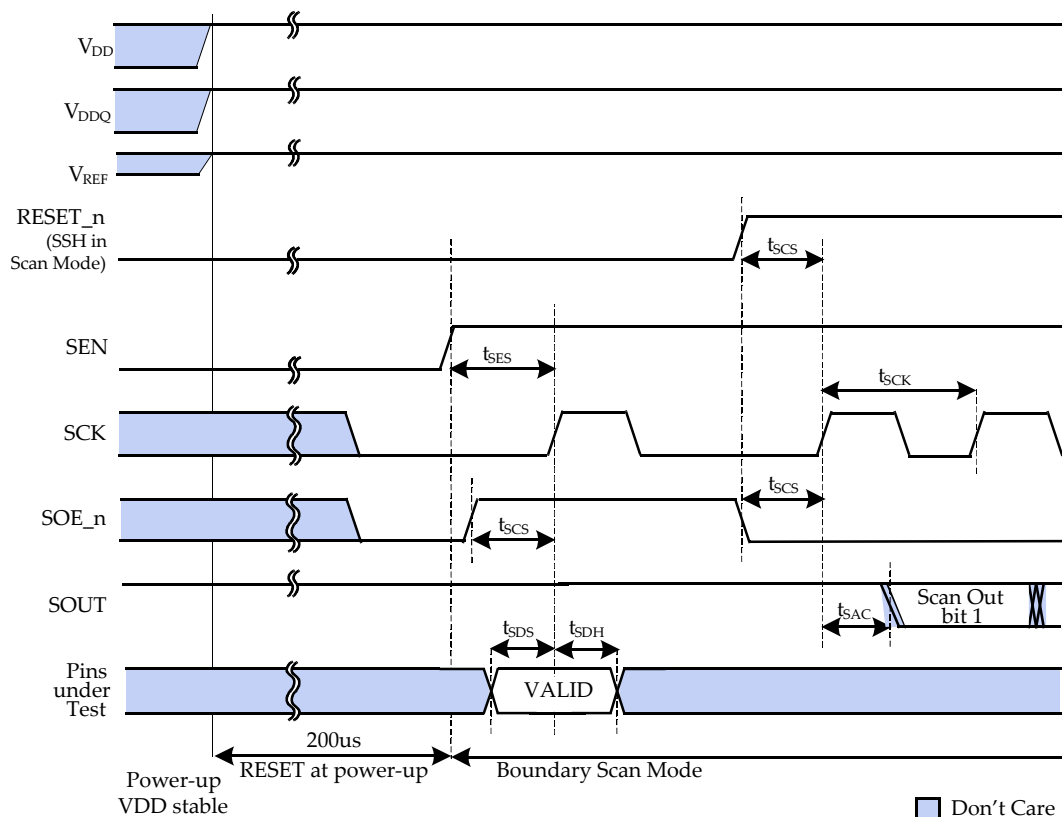 VDD
VDDQ
VREF
RESET_n
(SSH in
Scan Mode)
tSCS
SEN
tSES
tSCK
SCK
tSCS
SOE_n
tSCS
SOUT
Scan Out
bit 1
tSAC
tSDS
tSDH
Pins
under
Test
VALID
200us
RESET at power-up
Boundary Scan Mode
Power-up
VDD stable
Don't Care